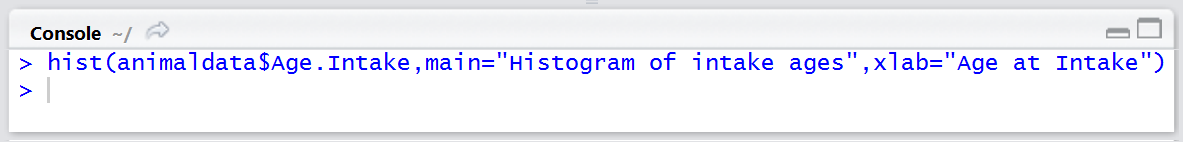 Console ~/
> hist(animaldata$Age.Intake,main="Histogram of intake ages",xlab="Age at Intake")
>